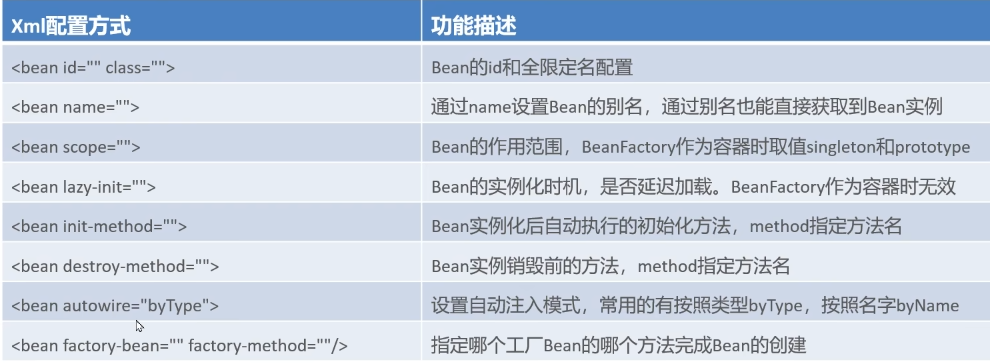 Xml配置方式 功能描述
<bean id="" class=""> Bean的id和全限定名配置
<bean name=""> 通过name设置Bean的别名，通过别名也能直接获取到Bean实例
<bean scope=""> Bean的作用范围，BeanFactory作为容器时取值singleton和prototype
<bean lazy-init=""> Bean的实例化时机，是否延迟加载。BeanFactory作为容器时无效
<bean init-method=""> Bean实例化后自动执行的初始化方法，method指定方法名
<bean destroy-method=""> Bean实例销毁前的方法，method指定方法名
<bean autowire="byType"> 设置自动注入模式，常用的有按照类型byType，按照名字byName
<bean factory-bean="" factory-method=""/> 指定哪个工厂Bean的哪个方法完成Bean的创建